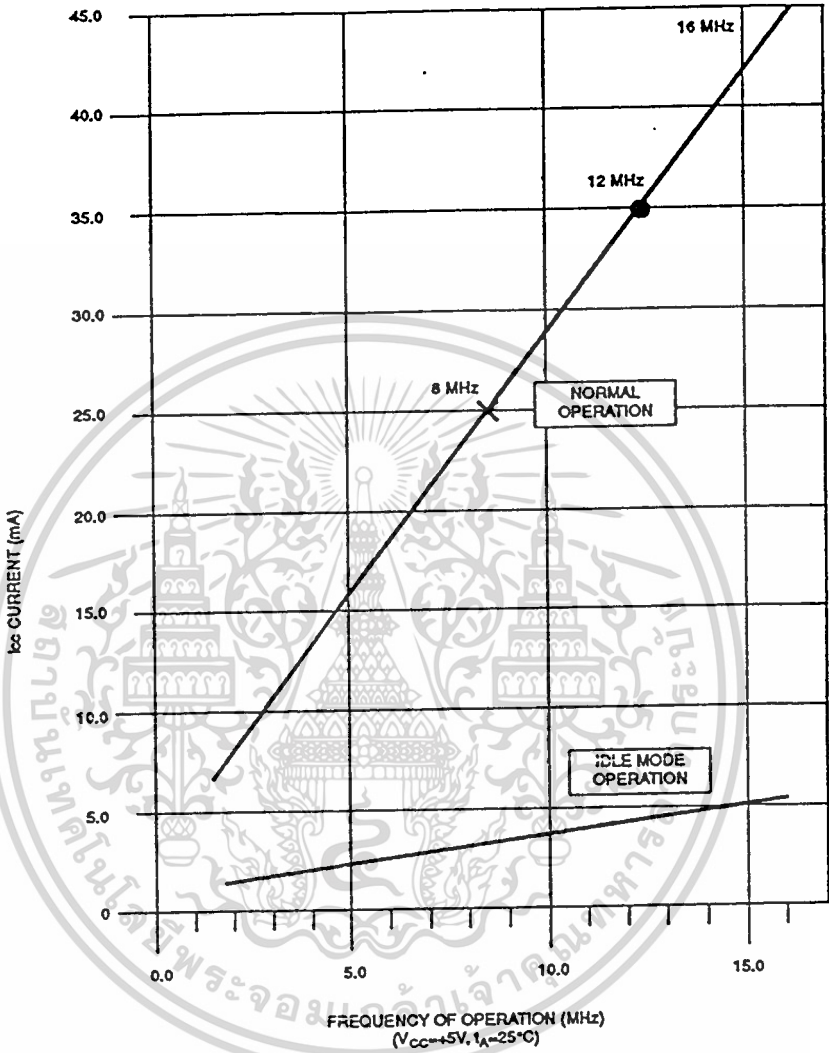 45.0
40.0
35.0
30.0
25.0
20.0
15.0
10.0
5.0
0
Icc CURRENT (mA)
16 MHz
12 MHz
8 MHz
NORMAL
OPERATION
IDLE MODE
OPERATION
0.0
5.0
10.0
15.0
FREQUENCY OF OPERATION (MHz)
(VCC=+5V, tA=25°C)